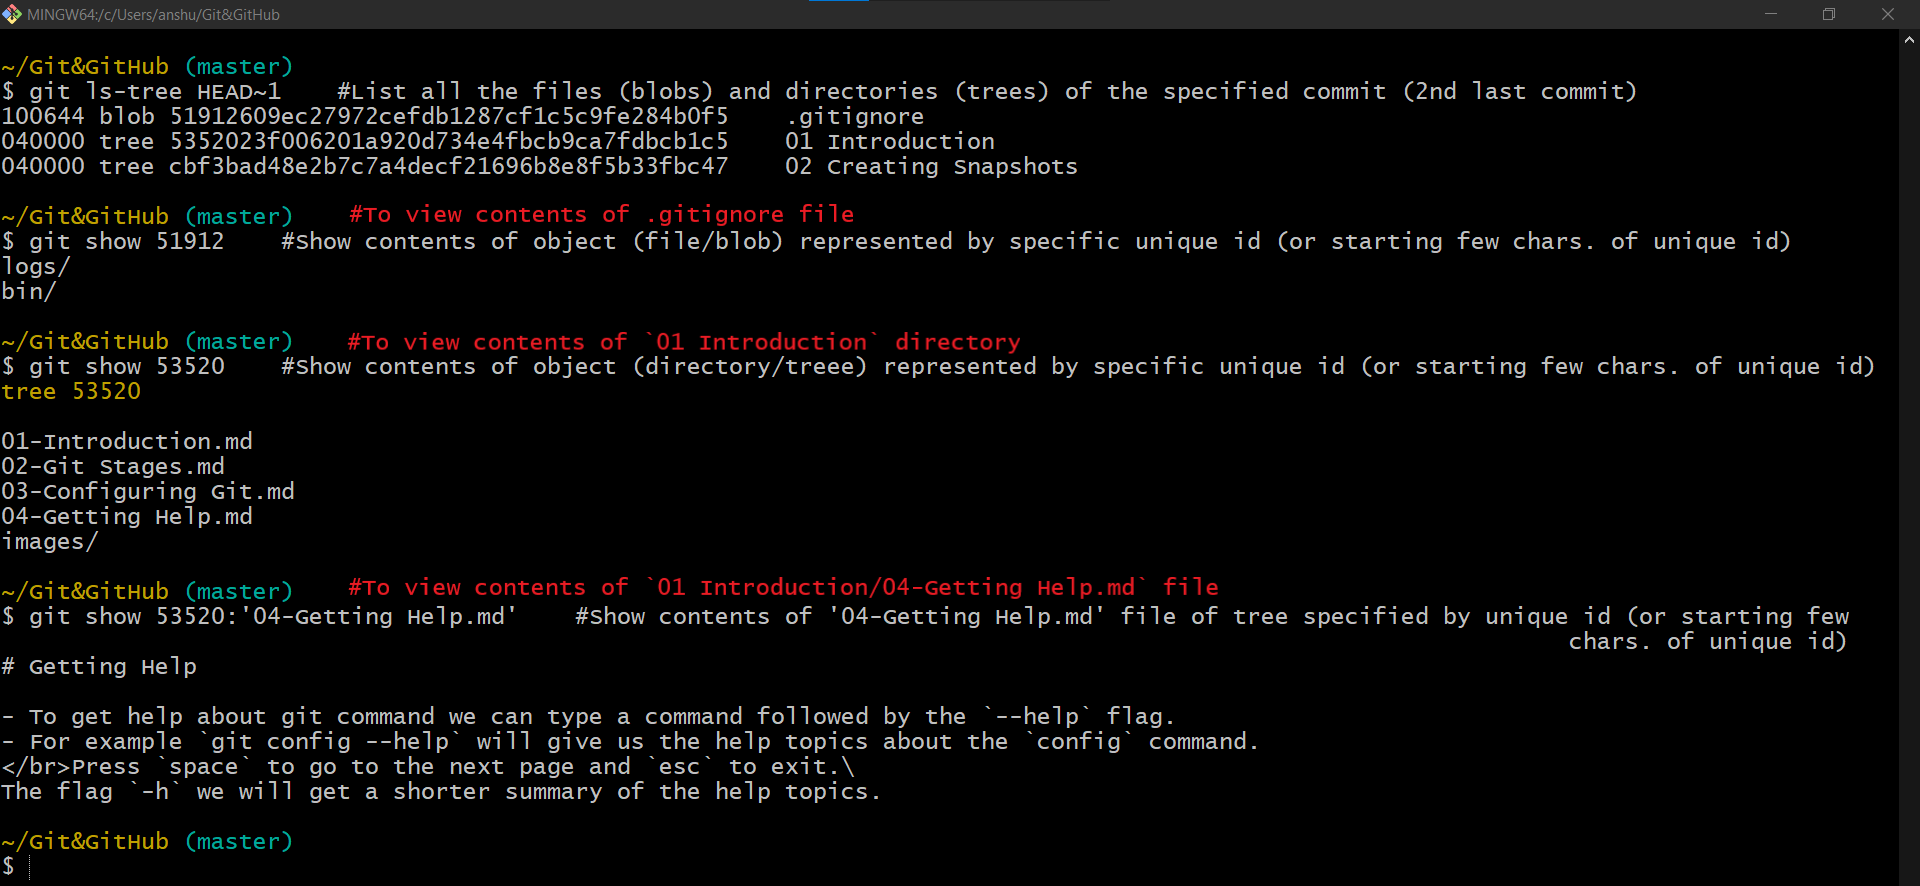 MINGW64:/c/Users/anshu/Git&GitHub
~/Git&GitHub (master)
$ git ls-tree HEAD~1    #List all the files (blobs) and directories (trees) of the specified commit (2nd last commit)
100644 blob 51912609ec27972cefdb1287cf1c5c9fe284b0f5    .gitignore
040000 tree 5352023f006201a920d734e4fbcb9ca7fdbcb1c5    01 Introduction
040000 tree cbf3bad48e2b7c7a4decf21696b8e8f5b33fbc47    02 Creating Snapshots
~/Git&GitHub (master)    #To view contents of .gitignore file
$ git show 51912    #Show contents of object (file/blob) represented by specific unique id (or starting few chars. of unique id)
logs/
bin/
~/Git&GitHub (master)    #To view contents of `01 Introduction` directory
$ git show 53520    #Show contents of object (directory/treee) represented by specific unique id (or starting few chars. of unique id)
tree 53520
01-Introduction.md
02-Git Stages.md
03-Configuring Git.md
04-Getting Help.md
images/
~/Git&GitHub (master)    #To view contents of `01 Introduction/04-Getting Help.md` file
$ git show 53520:'04-Getting Help.md'    #Show contents of '04-Getting Help.md' file of tree specified by unique id (or starting few
chars. of unique id)
# Getting Help
- To get help about git command we can type a command followed by the `--help` flag.
- For example `git config --help` will give us the help topics about the `config` command.
</br>Press `space` to go to the next page and `esc` to exit.\
The flag `-h` we will get a shorter summary of the help topics.
~/Git&GitHub (master)
$